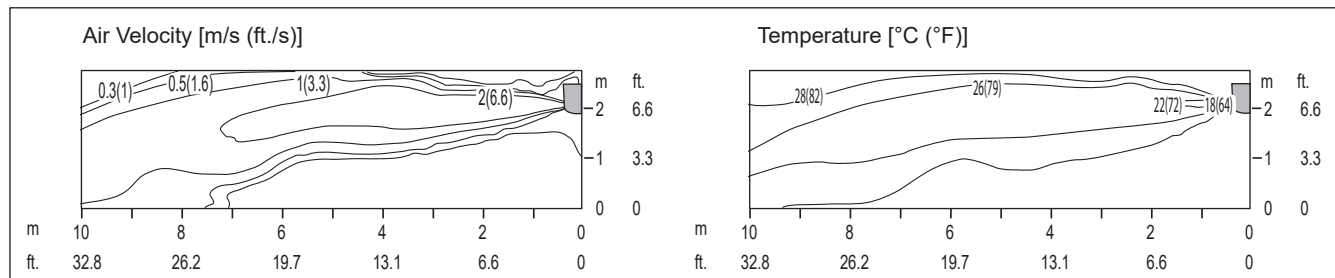 Air Velocity [m/s (ft./s)]
0.3(1)
0.5(1.6)
1(3.3)
2(6.6)
m ft.
2 6.6
1 3.3
0 0
m 10 8 6 4 2 0
ft. 32.8 26.2 19.7 13.1 6.6 0
Temperature [°C (°F)]
28(82)
26(79)
22(72)
18(64)
m ft.
2 6.6
1 3.3
0 0
m 10 8 6 4 2 0
ft. 32.8 26.2 19.7 13.1 6.6 0